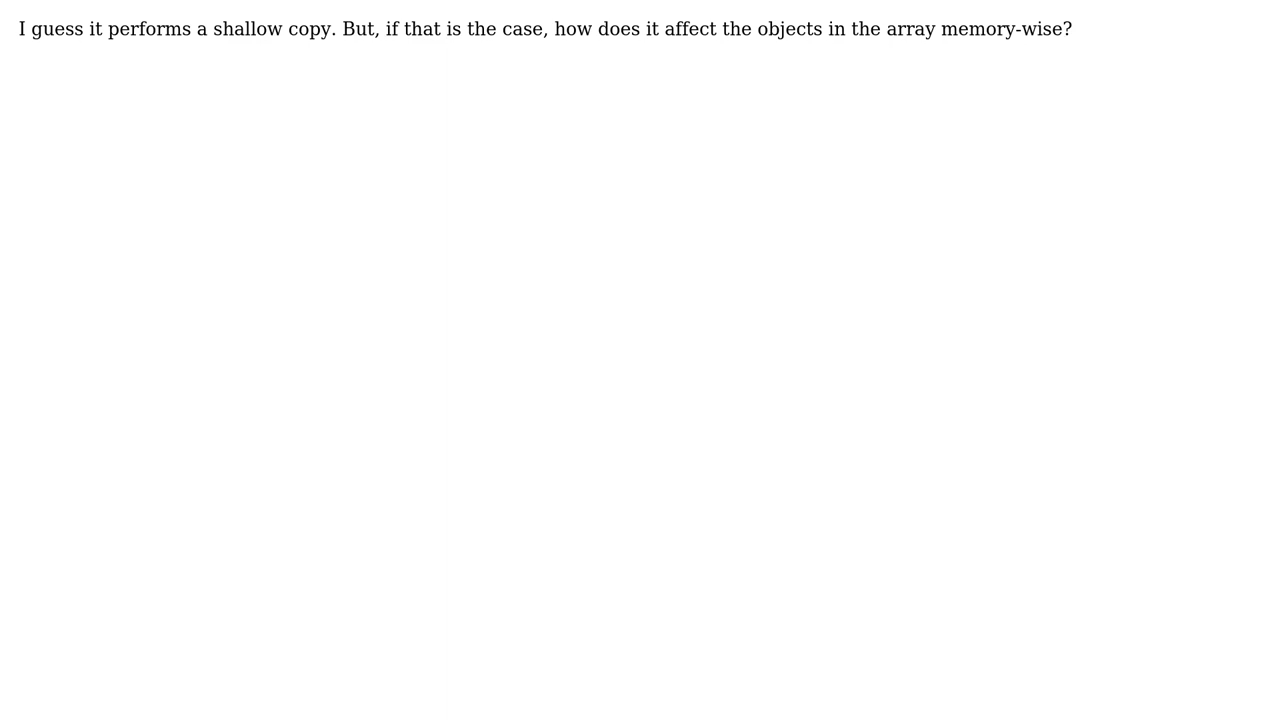 I guess it performs a shallow copy. But, if that is the case, how does it affect the objects in the array memory-wise?